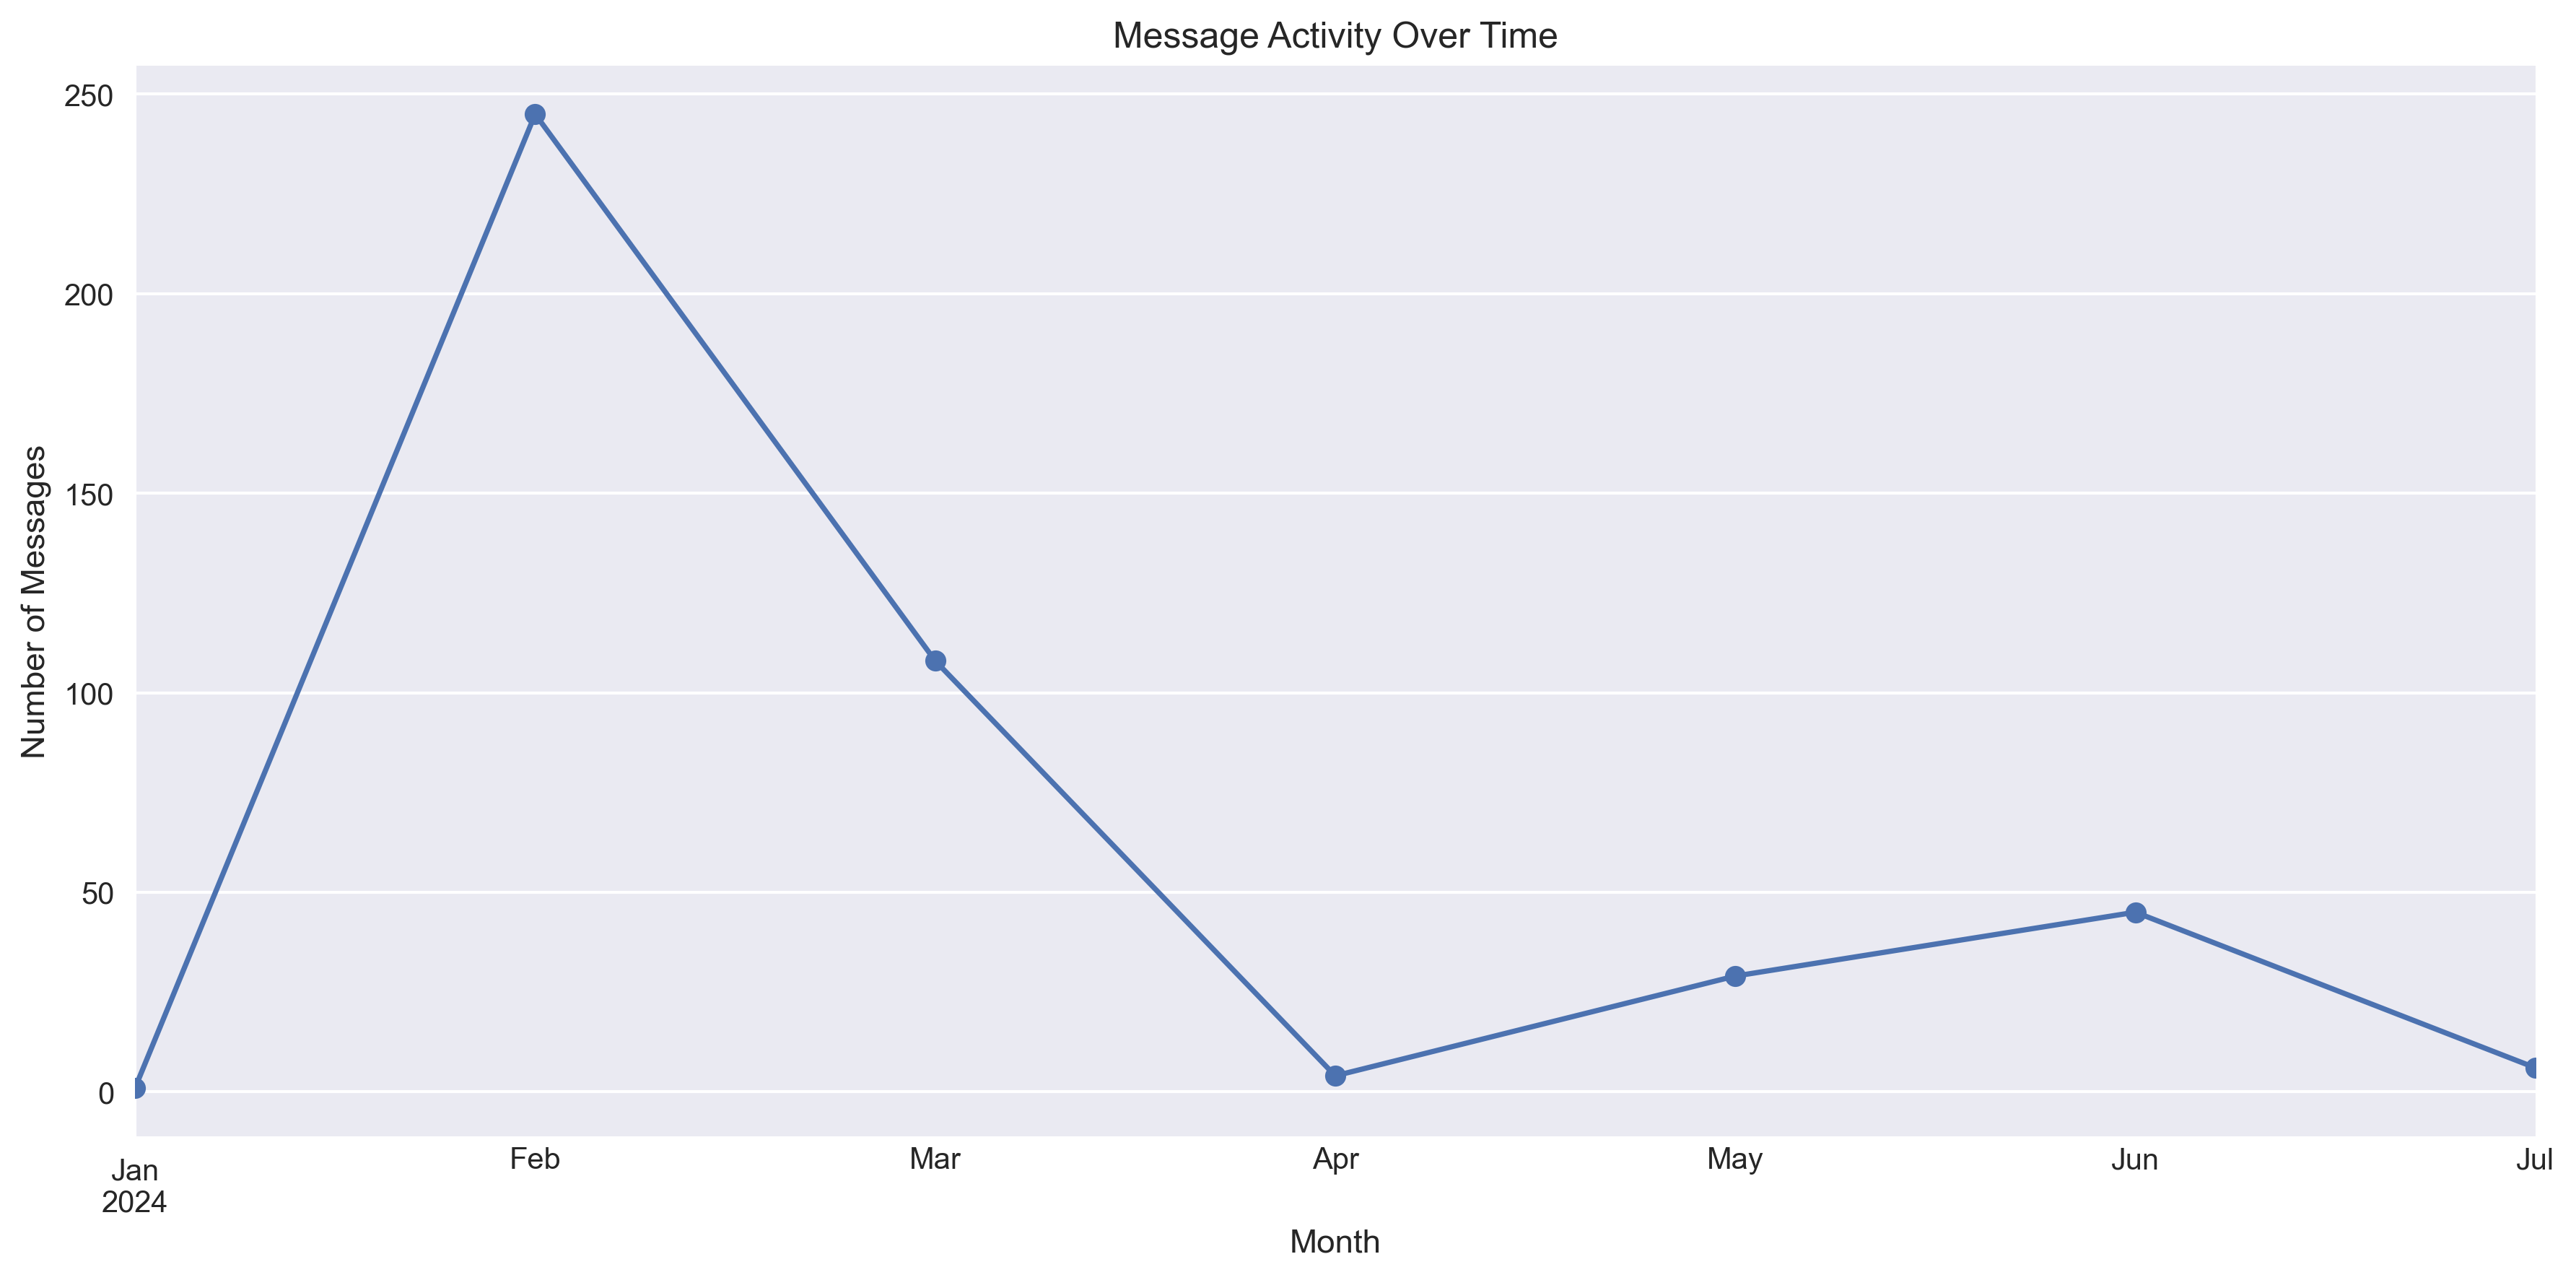 Message Activity Over Time
250
200
150
100
50
0
Number of Messages
Jan
2024
Feb
Mar
Apr
May
Jun
Jul
Month